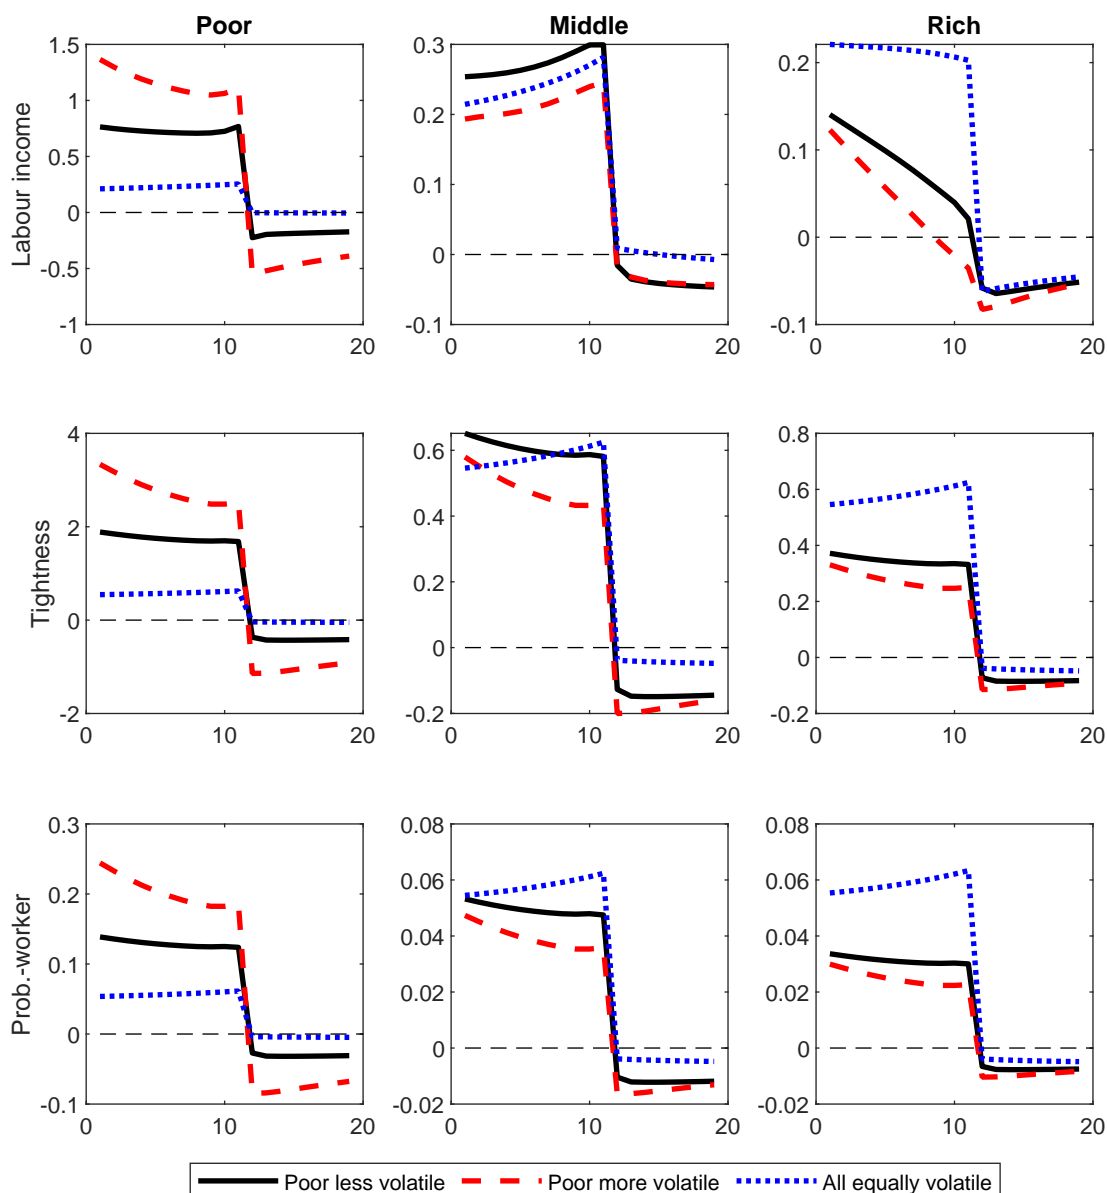 Poor Middle Rich
Labour income
1.5 0.3 0.2
1 0.2
0.5 0.1
0.1
0 0 0
-0.5
-1 -0.1 -0.1
0 10 20 0 10 20 0 10 20
Tightness
4 0.6 0.8
0.6
2 0.4 0.4
0.2 0.2
0 0 0
-2 -0.2 -0.2
0 10 20 0 10 20 0 10 20
Prob.-worker
0.3 0.08 0.08
0.2 0.06 0.06
0.04 0.04
0.1 0.02 0.02
0 0 0
-0.1 -0.02 -0.02
0 10 20 0 10 20 0 10 20
Poor less volatile Poor more volatile All equally volatile